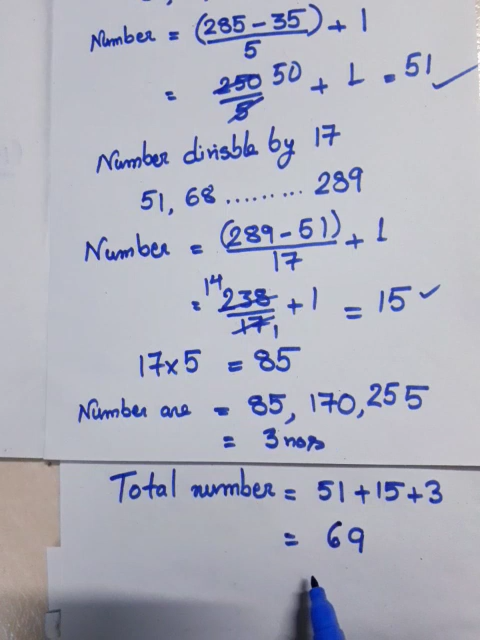 Number = (285-35)/5 + 1
= 250/5 50 + 1 = 51 ✓
Number divisble by 17
51, 68 ......... 289
Number = (289-51)/17 + 1
= 14 238/17 1 + 1 = 15 ✓
17×5 = 85
Number are = 85, 170, 255
= 3 nos
Total number = 51+15+3
= 69